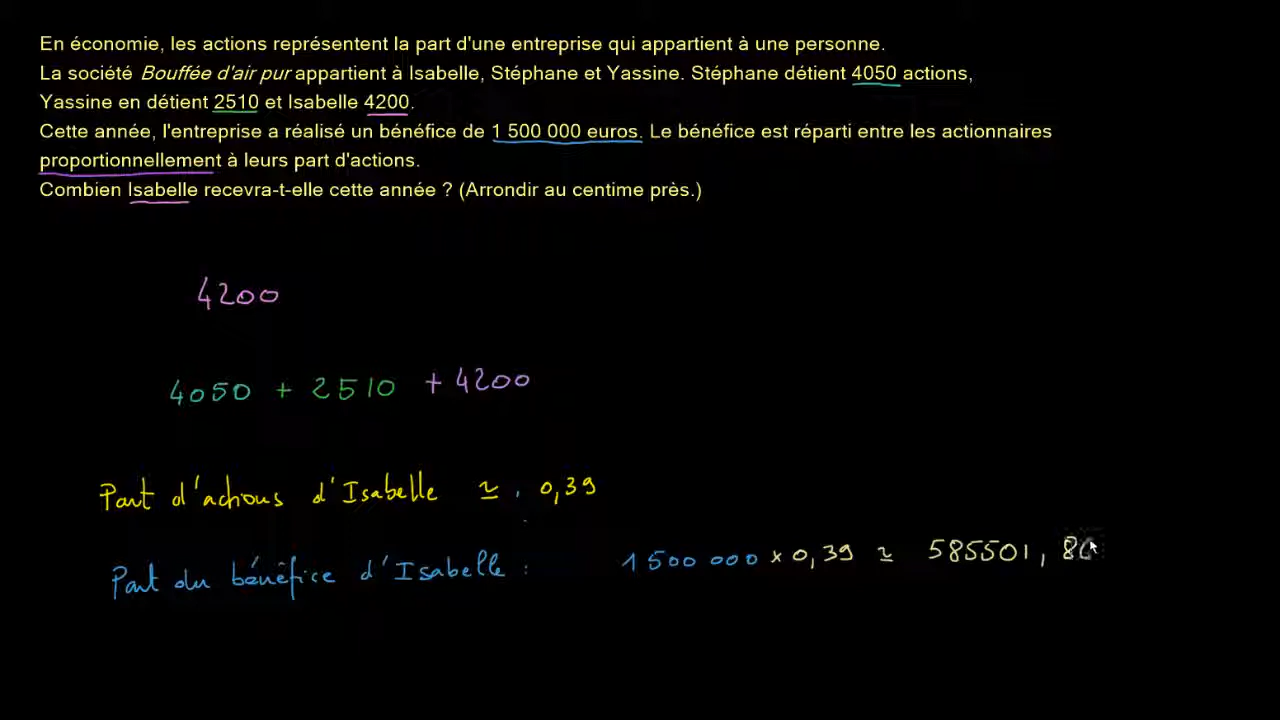 En économie, les actions représentent la part d'une entreprise qui appartient à une personne.
La société Bouffée d'air pur appartient à Isabelle, Stéphane et Yassine. Stéphane détient 4050 actions,
Yassine en détient 2510 et Isabelle 4200.
Cette année, l'entreprise a réalisé un bénéfice de 1 500 000 euros. Le bénéfice est réparti entre les actionnaires
proportionnellement à leurs part d'actions.
Combien Isabelle recevra-t-elle cette année ? (Arrondir au centime près.)
4200
4050 + 2510 + 4200
Part d'actions d'Isabelle ≃ 0,39
Part du bénéfice d'Isabelle : 1 500 000 × 0,39 ≃ 585501, 86